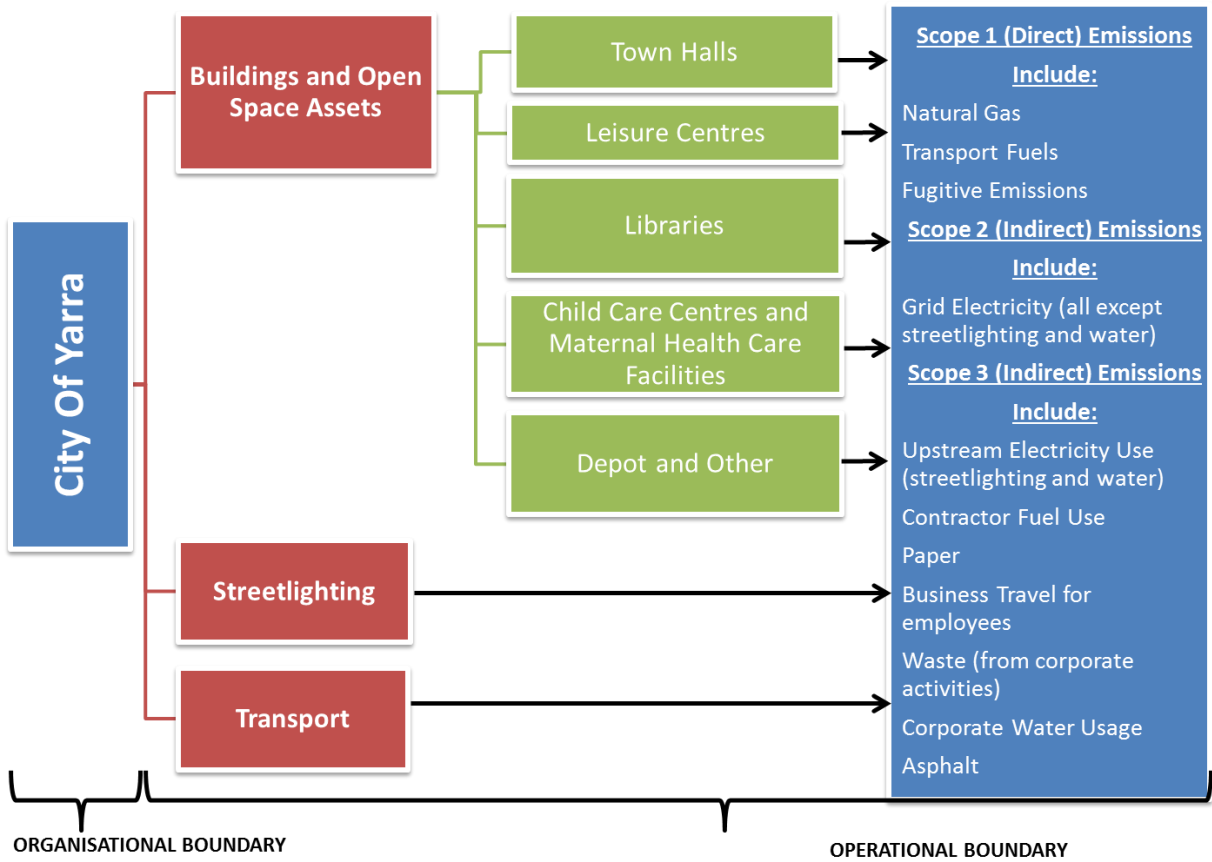 City Of Yarra
Buildings and Open
Space Assets
Streetlighting
Transport
Town Halls
Leisure Centres
Libraries
Child Care Centres and
Maternal Health Care
Facilities
Depot and Other
Scope 1 (Direct) Emissions
Include:
Natural Gas
Transport Fuels
Fugitive Emissions
Scope 2 (Indirect) Emissions
Include:
Grid Electricity (all except
streetlighting and water)
Scope 3 (Indirect) Emissions
Include:
Upstream Electricity Use
(streetlighting and water)
Contractor Fuel Use
Paper
Business Travel for
employees
Waste (from corporate
activities)
Corporate Water Usage
Asphalt
ORGANISATIONAL BOUNDARY
OPERATIONAL BOUNDARY